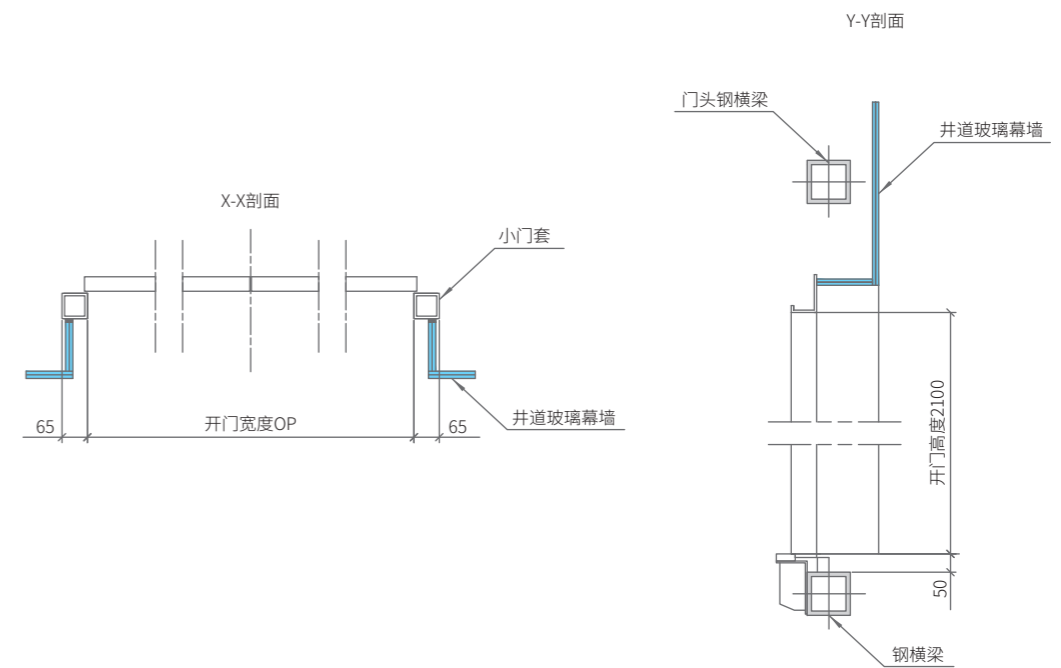 Y-Y剖面
门头钢横梁
井道玻璃幕墙
X-X剖面
小门套
65
开门宽度OP
65
井道玻璃幕墙
开门高度2100
50
钢横梁